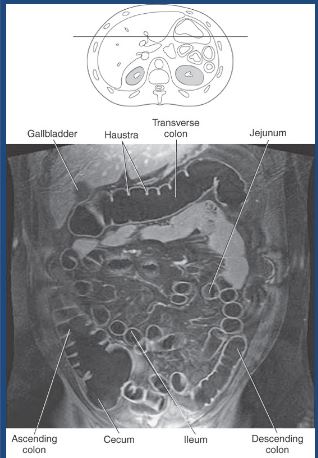 Gallbladder
Haustra
Transverse
colon
Jejunum
Ascending
colon
Cecum
Ileum
Descending
colon